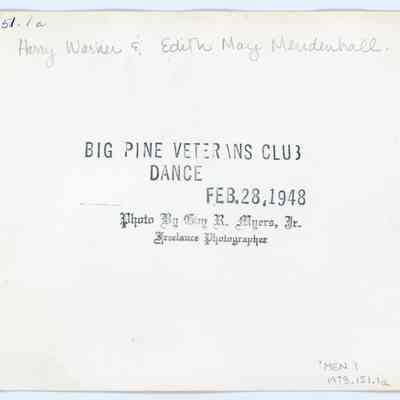 51.1a
Harry Warner & Edith May Mendenhall.
BIG PINE VETERANS CLUB
DANCE
FEB. 28, 1948
Photo By Guy R. Myers, Jr.
Freelance Photographer
"MEN 1
1973.151.1a